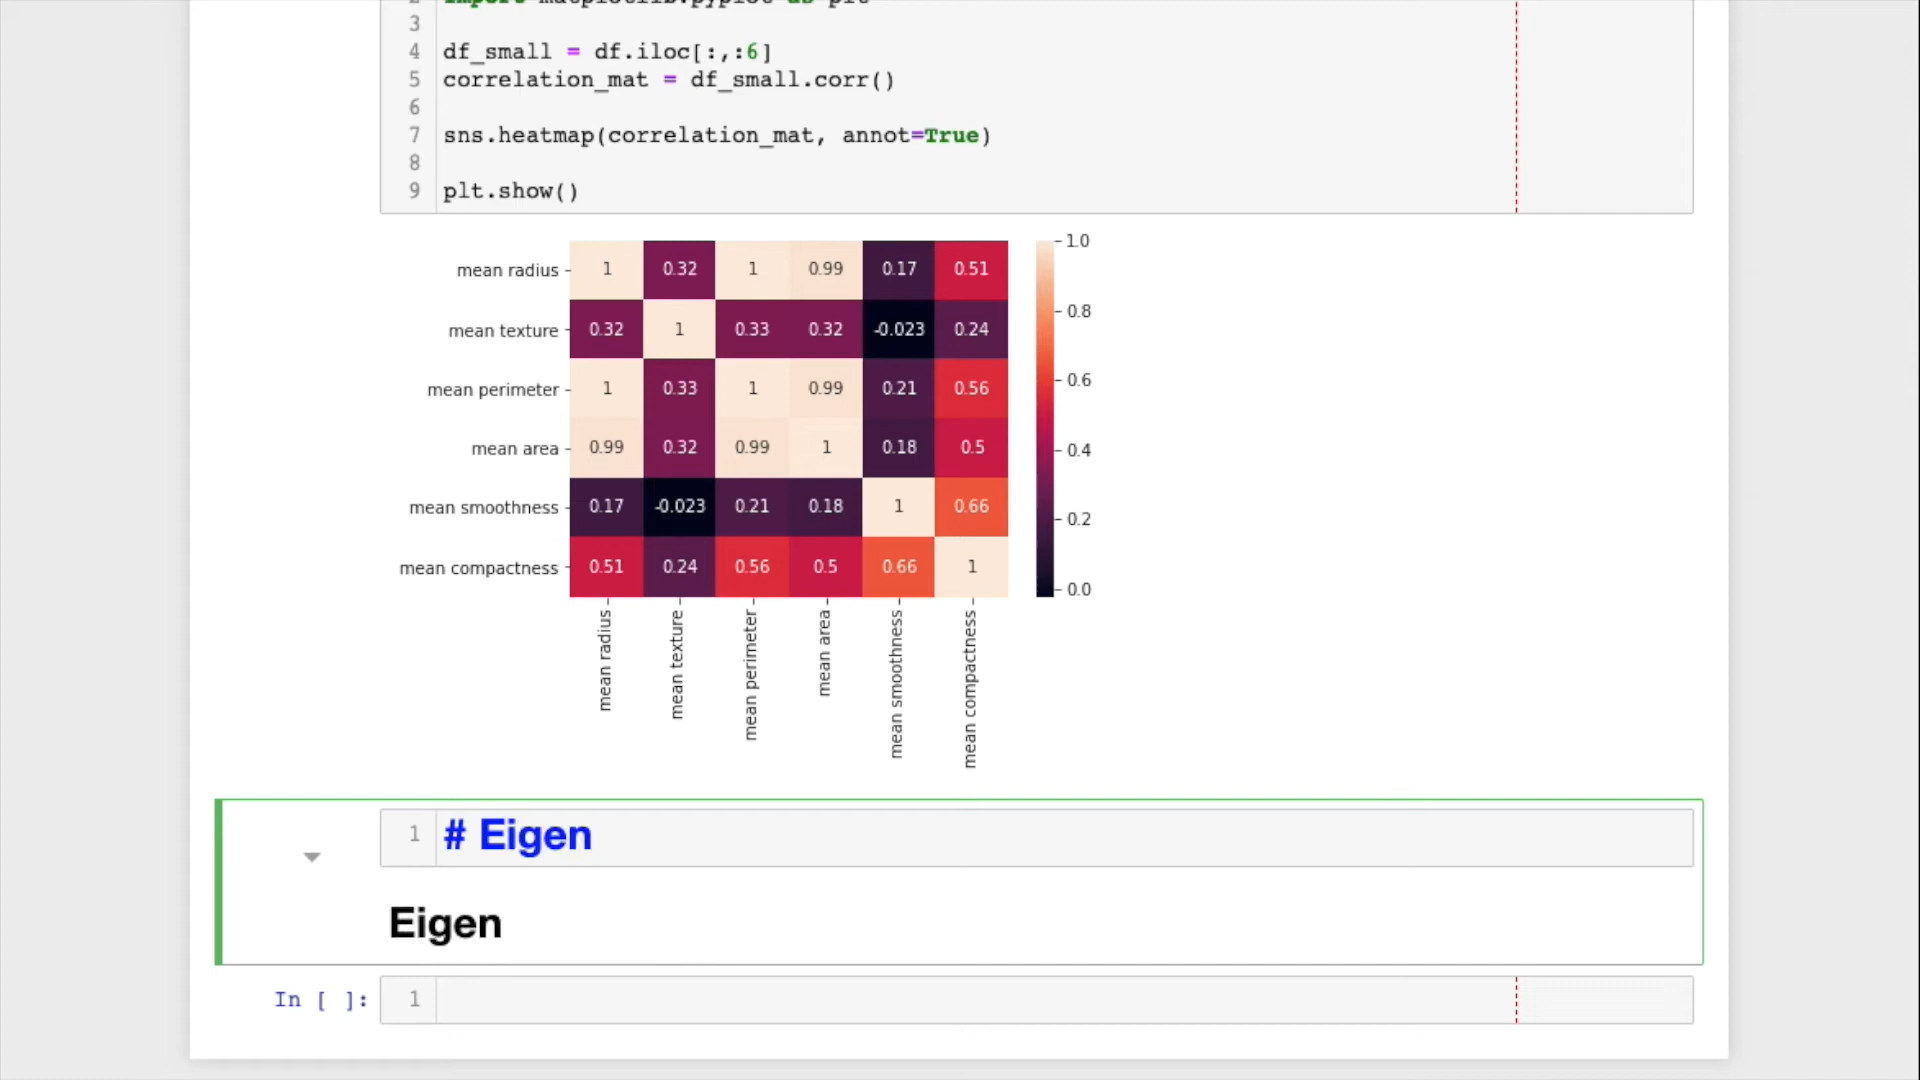 2 import matplotlib.pyplot as plt
3
4 df_small = df.iloc[:,:6]
5 correlation_mat = df_small.corr()
6
7 sns.heatmap(correlation_mat, annot=True)
8
9 plt.show()
mean radius 1 0.32 1 0.99 0.17 0.51
mean texture 0.32 1 0.33 0.32 -0.023 0.24
mean perimeter 1 0.33 1 0.99 0.21 0.56
mean area 0.99 0.32 0.99 1 0.18 0.5
mean smoothness 0.17 -0.023 0.21 0.18 1 0.66
mean compactness 0.51 0.24 0.56 0.5 0.66 1
mean radius
mean texture
mean perimeter
mean area
mean smoothness
mean compactness
1.0
0.8
0.6
0.4
0.2
0.0
1 # Eigen
Eigen
In [ ]: 1